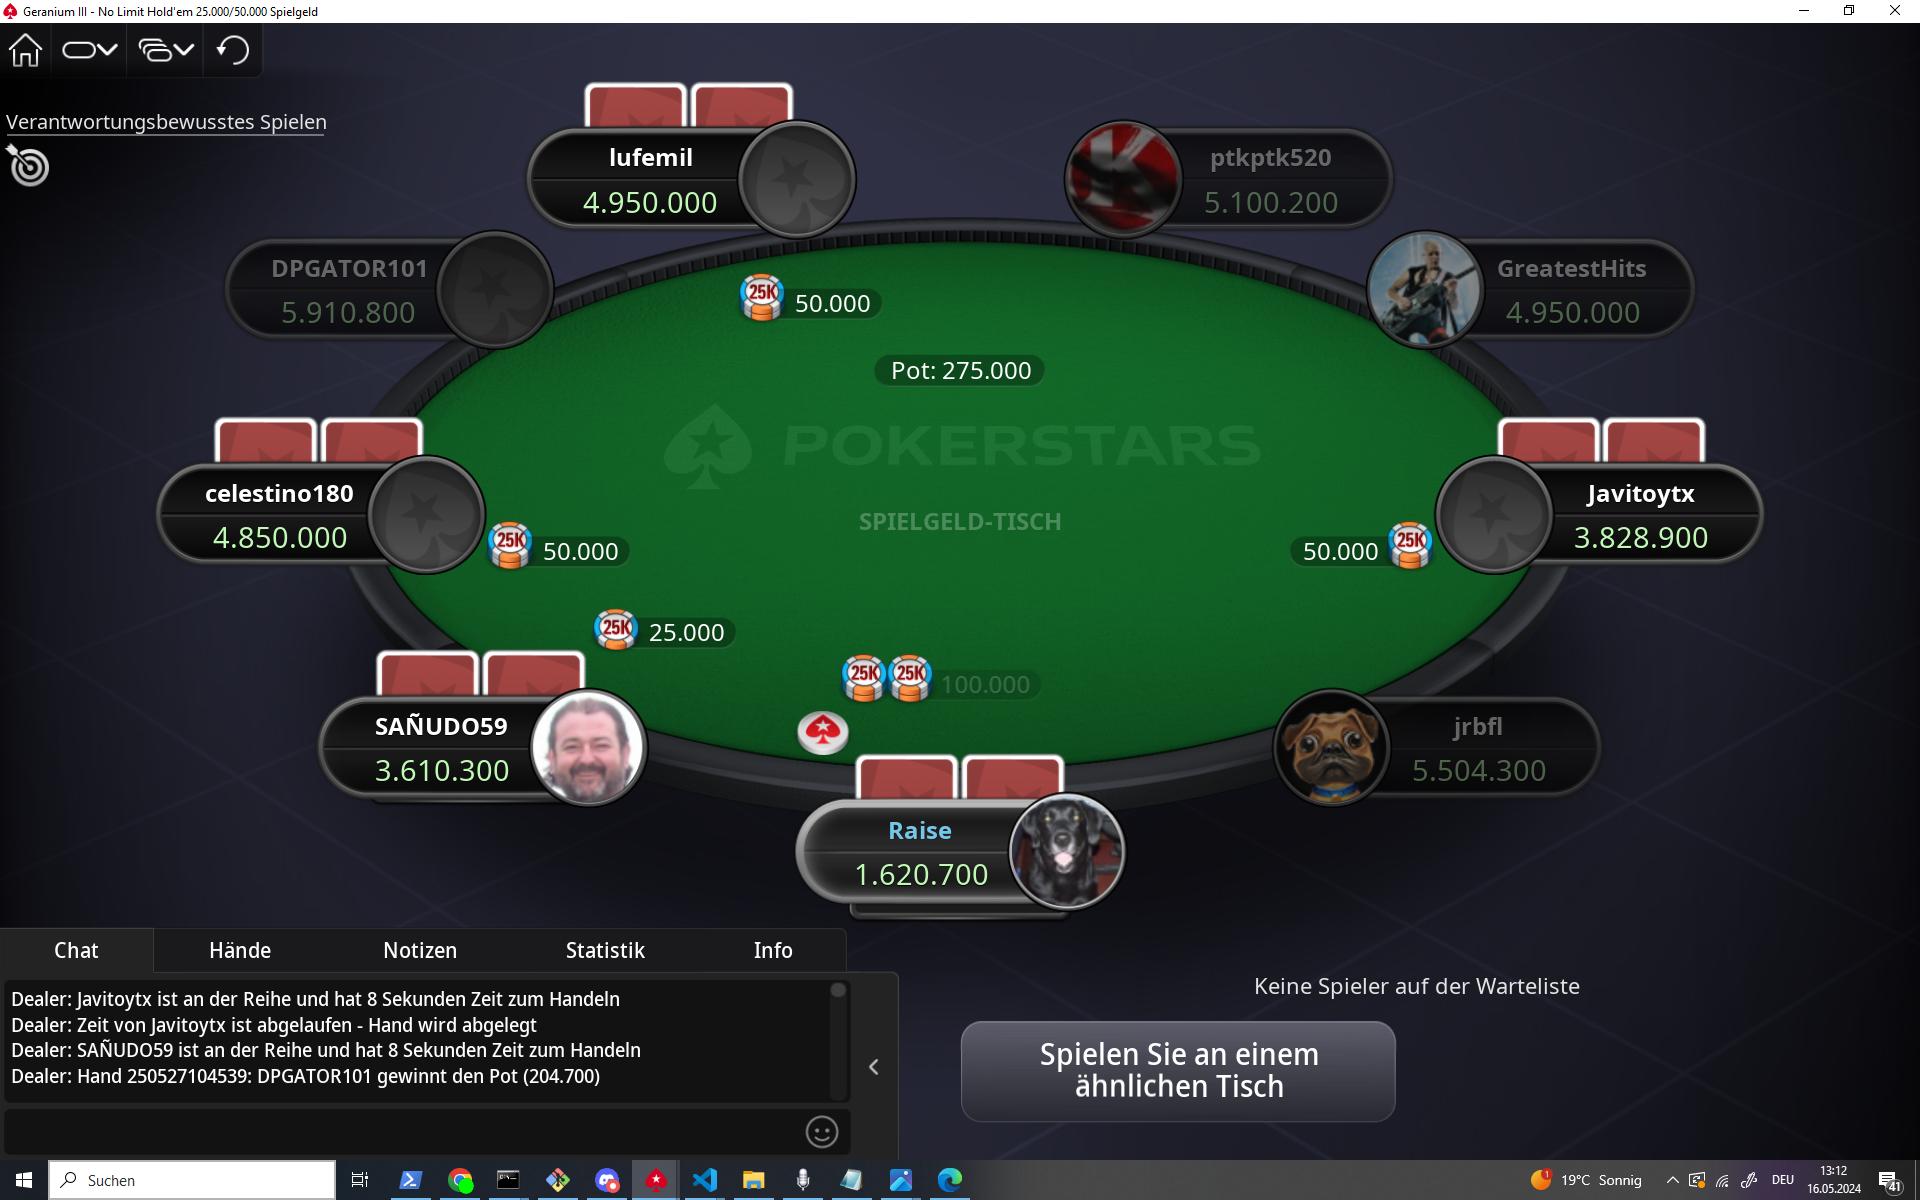 Geranium III - No Limit Hold'em 25.000/50.000 Spielgeld
Verantwortungsbewusstes Spielen
lufemil
4.950.000
ptkptk520
5.100.200
DPGATOR101
5.910.800
GreatestHits
4.950.000
25K 50.000
Pot: 275.000
POKERSTARS
SPIELGELD-TISCH
celestino180
4.850.000
25K 50.000
Javitoytx
3.828.900
50.000 25K
25K 25.000
25K 25K 100.000
SAÑUDO59
3.610.300
jrbfl
5.504.300
Raise
1.620.700
Chat Hände Notizen Statistik Info
Dealer: Javitoytx ist an der Reihe und hat 8 Sekunden Zeit zum Handeln
Dealer: Zeit von Javitoytx ist abgelaufen - Hand wird abgelegt
Dealer: SAÑUDO59 ist an der Reihe und hat 8 Sekunden Zeit zum Handeln
Dealer: Hand 250527104539: DPGATOR101 gewinnt den Pot (204.700)
Keine Spieler auf der Warteliste
Spielen Sie an einem
ähnlichen Tisch
Suchen
1
19°C Sonnig
DEU
13:12
16.05.2024
41